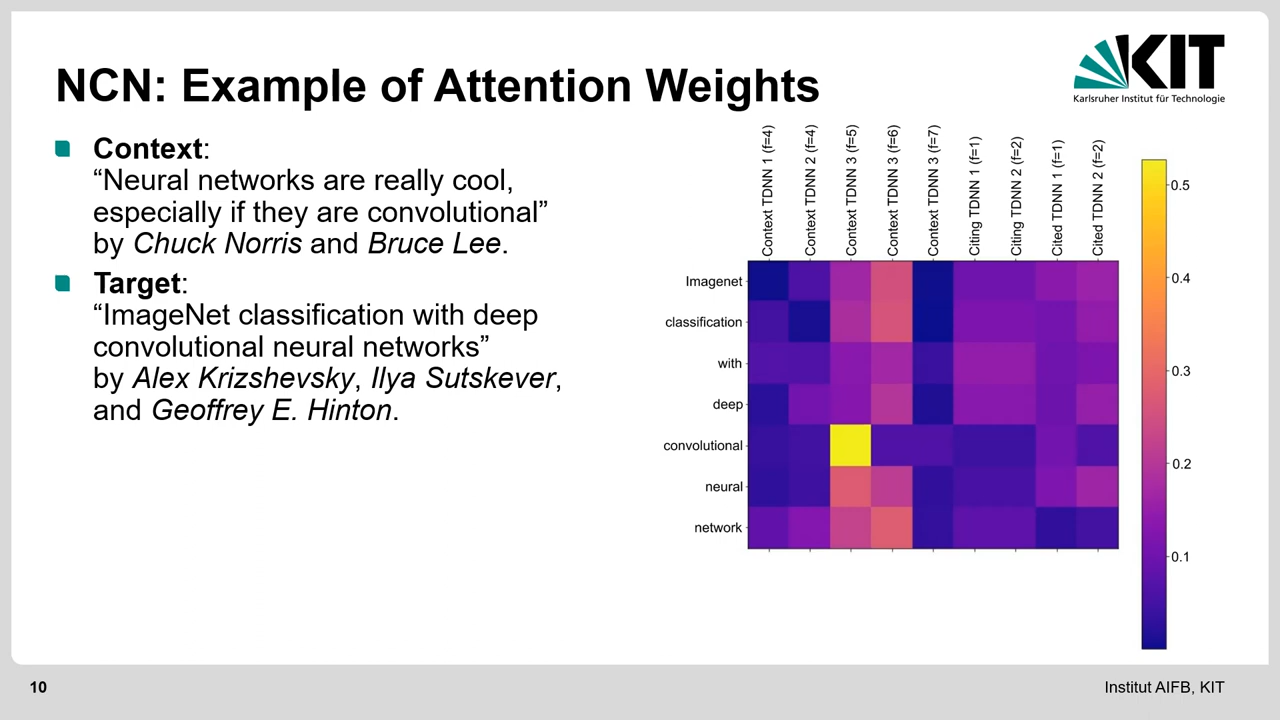 NCN: Example of Attention Weights
KIT
Karlsruher Institut für Technologie
Context:
“Neural networks are really cool,
especially if they are convolutional”
by Chuck Norris and Bruce Lee.
Target:
“ImageNet classification with deep
convolutional neural networks”
by Alex Krizshevsky, Ilya Sutskever,
and Geoffrey E. Hinton.
Context TDNN 1 (f=4)
Context TDNN 2 (f=4)
Context TDNN 3 (f=5)
Context TDNN 3 (f=6)
Context TDNN 3 (f=7)
Citing TDNN 1 (f=1)
Citing TDNN 2 (f=2)
Cited TDNN 1 (f=1)
Cited TDNN 2 (f=2)
Imagenet
classification
with
deep
convolutional
neural
network
0.5
0.4
0.3
0.2
0.1
10
Institut AIFB, KIT